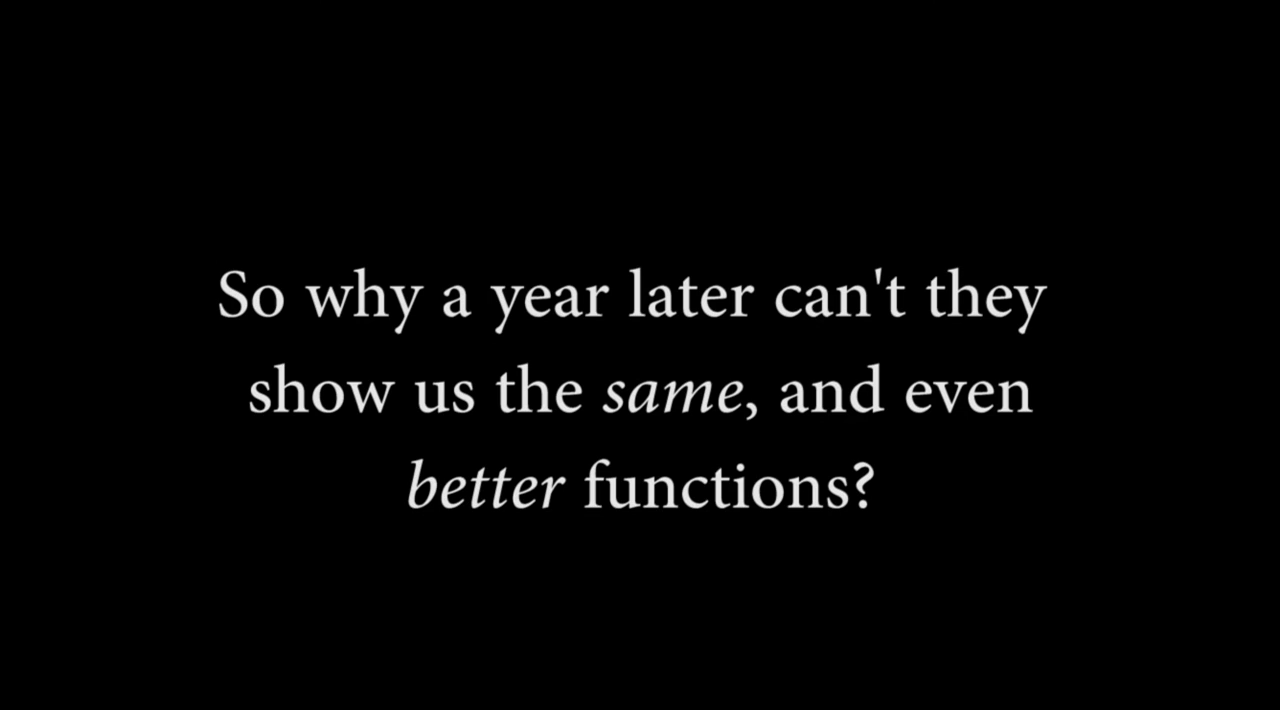 So why a year later can't they
show us the same, and even
better functions?